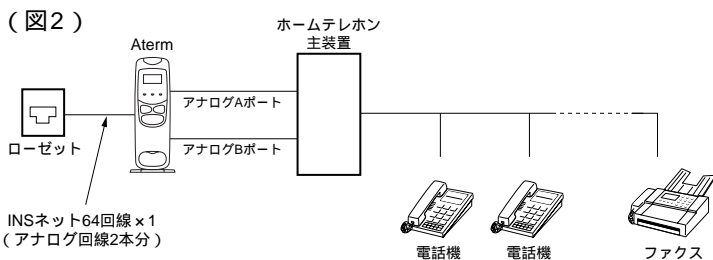 （図2）
ホームテレホン
主装置
Aterm
アナログAポート
アナログBポート
ローゼット
INSネット64回線×1
（アナログ回線2本分）
電話機
電話機
ファクス